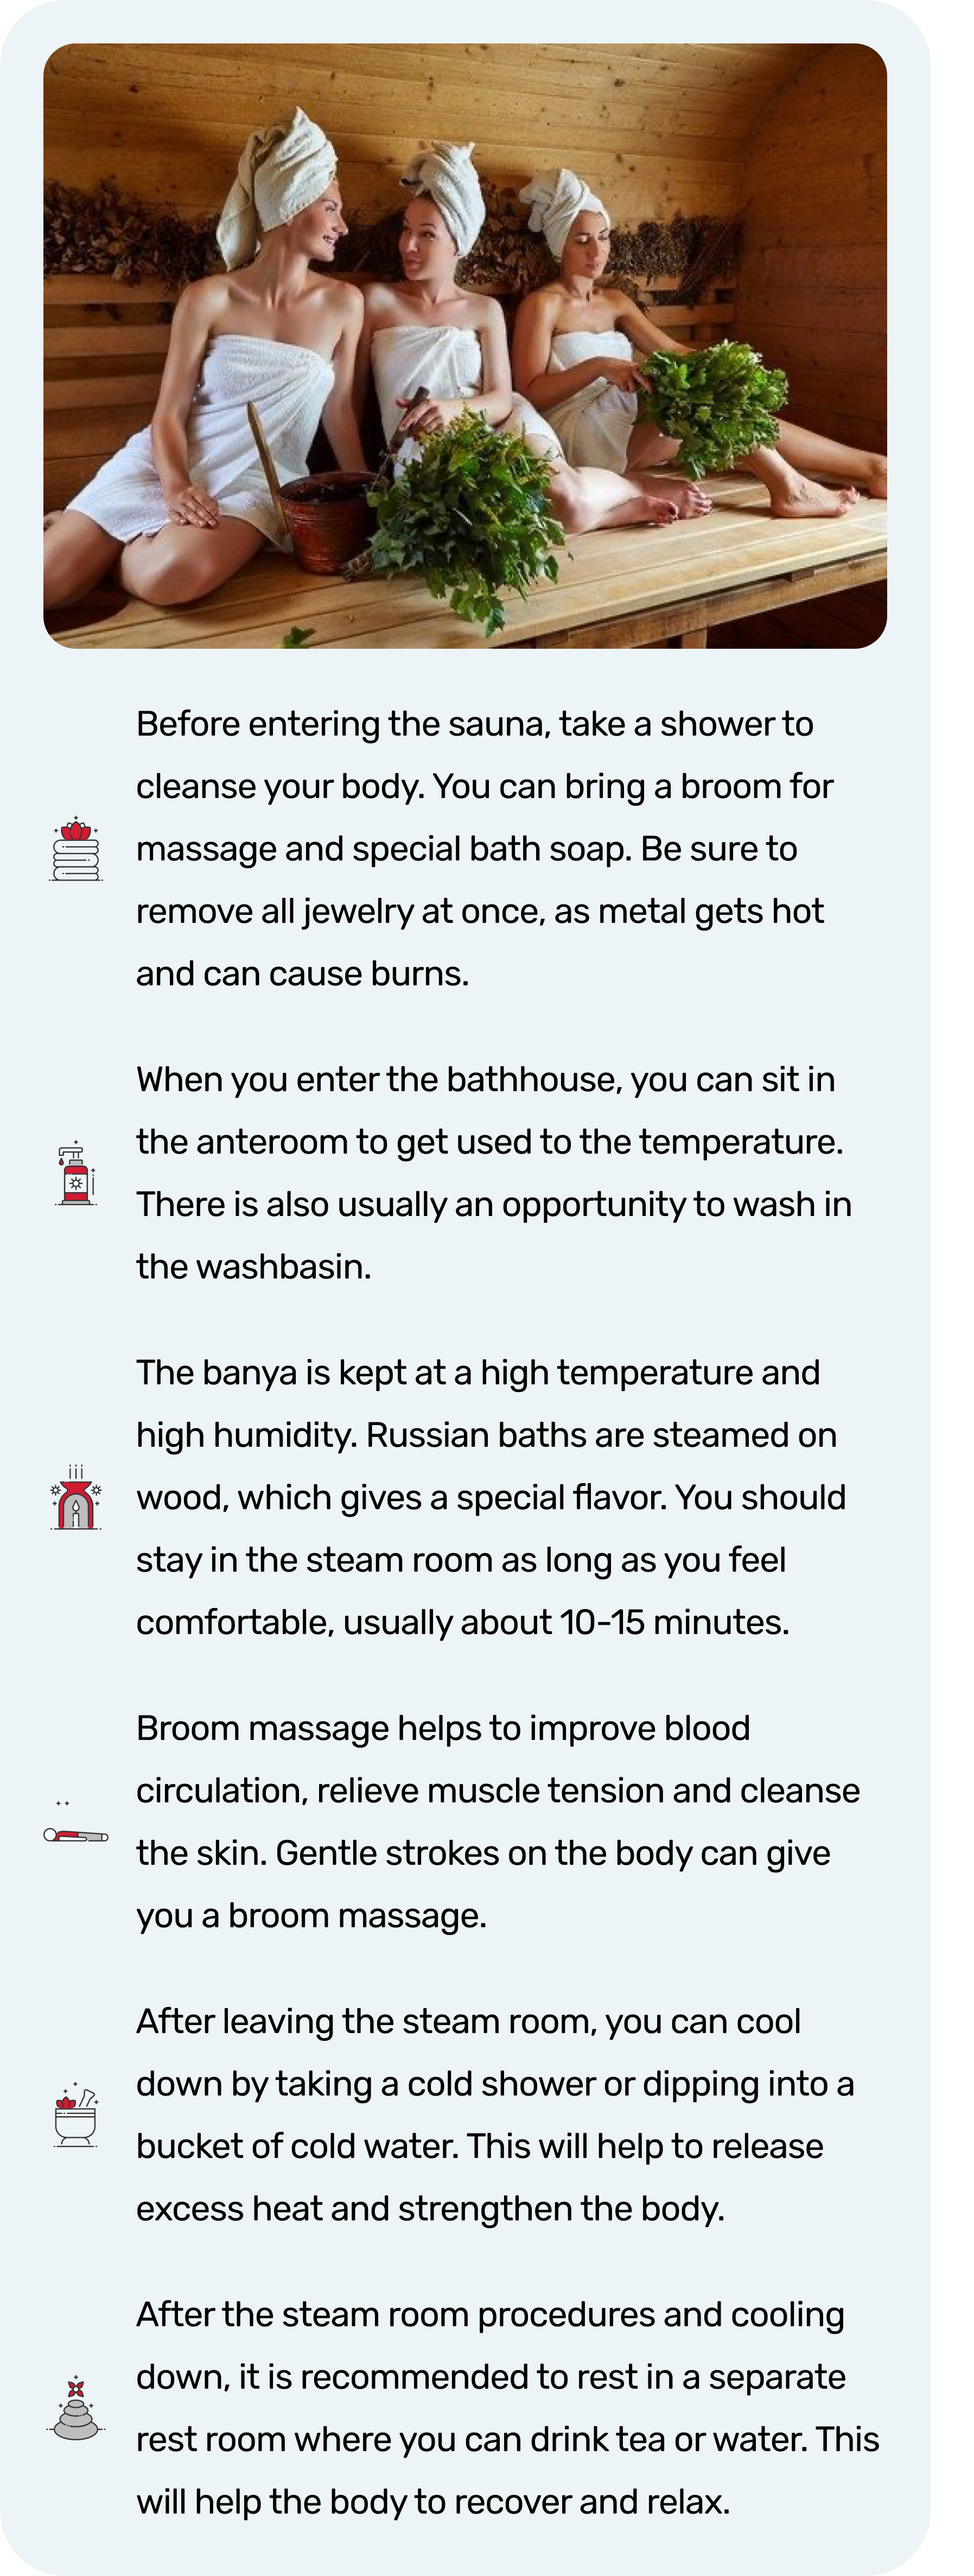 Before entering the sauna, take a shower to
cleanse your body. You can bring a broom for
massage and special bath soap. Be sure to
remove all jewelry at once, as metal gets hot
and can cause burns.
When you enter the bathhouse, you can sit in
the anteroom to get used to the temperature.
There is also usually an opportunity to wash in
the washbasin.
The banya is kept at a high temperature and
high humidity. Russian baths are steamed on
wood, which gives a special flavor. You should
stay in the steam room as long as you feel
comfortable, usually about 10-15 minutes.
Broom massage helps to improve blood
circulation, relieve muscle tension and cleanse
the skin. Gentle strokes on the body can give
you a broom massage.
After leaving the steam room, you can cool
down by taking a cold shower or dipping into a
bucket of cold water. This will help to release
excess heat and strengthen the body.
After the steam room procedures and cooling
down, it is recommended to rest in a separate
rest room where you can drink tea or water. This
will help the body to recover and relax.